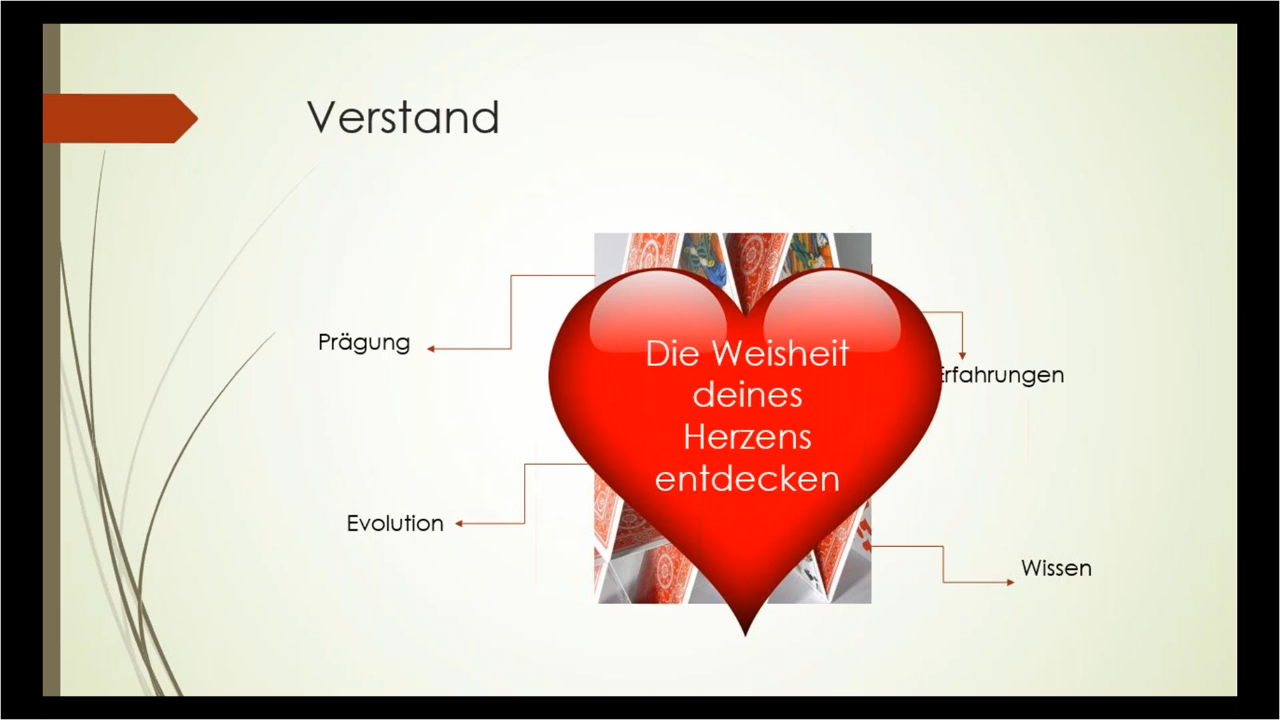 Verstand
Prägung
Die Weisheit
deines
Herzens
entdecken
Erfahrungen
Evolution
Wissen